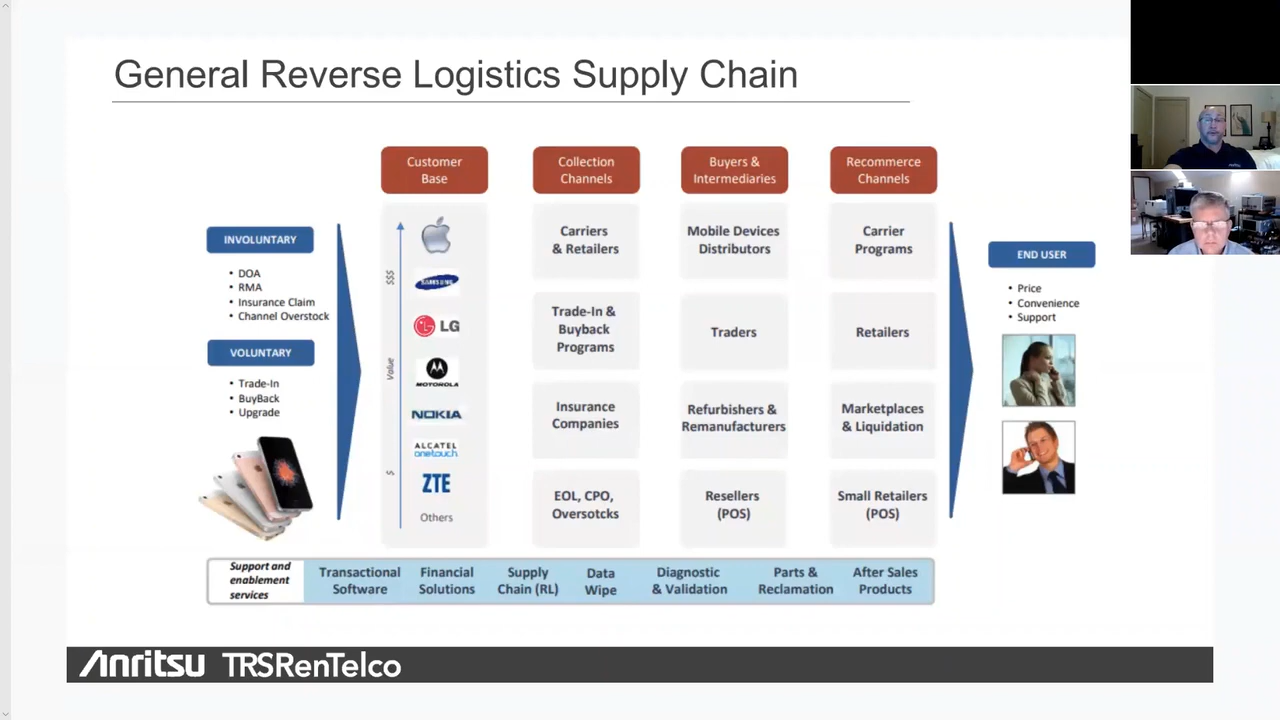 General Reverse Logistics Supply Chain
Customer
Base
Collection
Channels
Buyers &
Intermediaries
Recommerce
Channels
INVOLUNTARY
• DOA
• RMA
• Insurance Claim
• Channel Overstock
VOLUNTARY
• Trade-In
• BuyBack
• Upgrade
$$$
Value
$
SAMSUNG
LG
MOTOROLA
NOKIA
ALCATEL
onetouch
ZTE
Others
Carriers
& Retailers
Trade-In &
Buyback
Programs
Insurance
Companies
EOL, CPO,
Oversotcks
Mobile Devices
Distributors
Traders
Refurbishers &
Remanufacturers
Resellers
(POS)
Carrier
Programs
Retailers
Marketplaces
& Liquidation
Small Retailers
(POS)
END USER
• Price
• Convenience
• Support
Support and
enablement
services
Transactional
Software
Financial
Solutions
Supply
Chain (RL)
Data
Wipe
Diagnostic
& Validation
Parts &
Reclamation
After Sales
Products
Anritsu TRSRenTelco